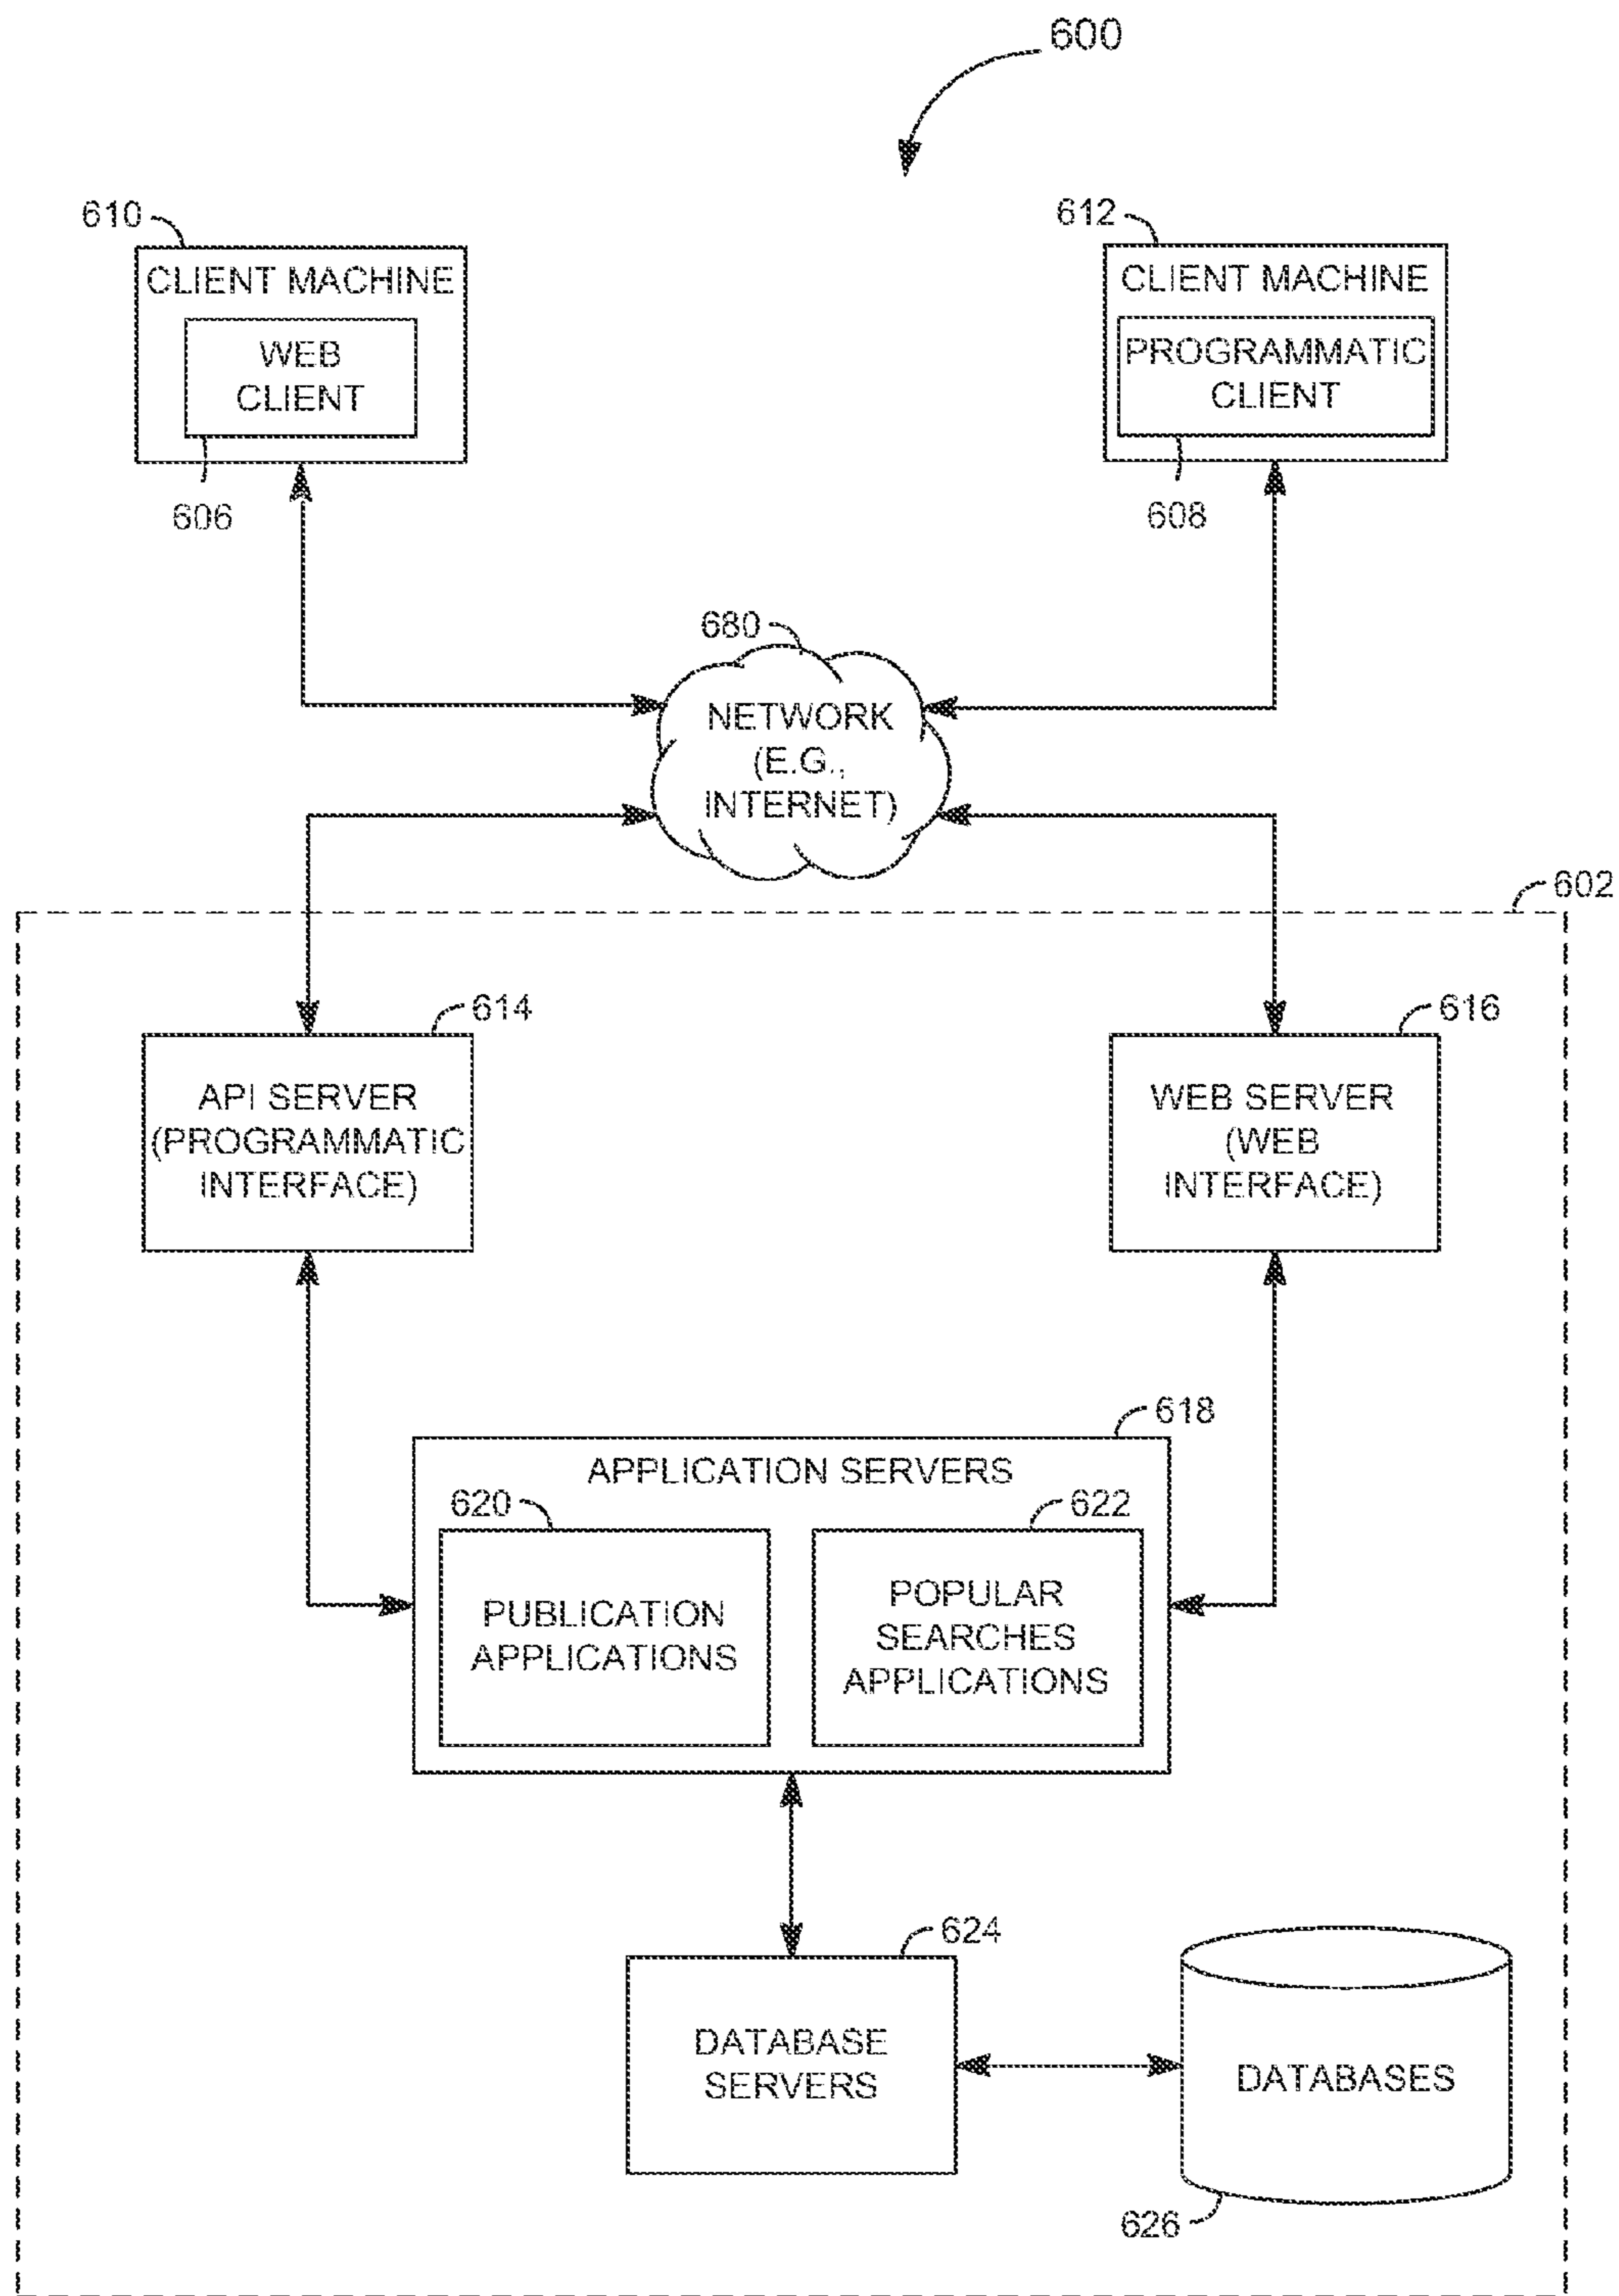 600
610
CLIENT MACHINE
WEB
CLIENT
606
612
CLIENT MACHINE
PROGRAMMATIC
CLIENT
608
680
NETWORK
(E.G.,
INTERNET)
602
614
API SERVER
(PROGRAMMATIC
INTERFACE)
616
WEB SERVER
(WEB
INTERFACE)
618
APPLICATION SERVERS
620
PUBLICATION
APPLICATIONS
622
POPULAR
SEARCHES
APPLICATIONS
624
DATABASE
SERVERS
DATABASES
626